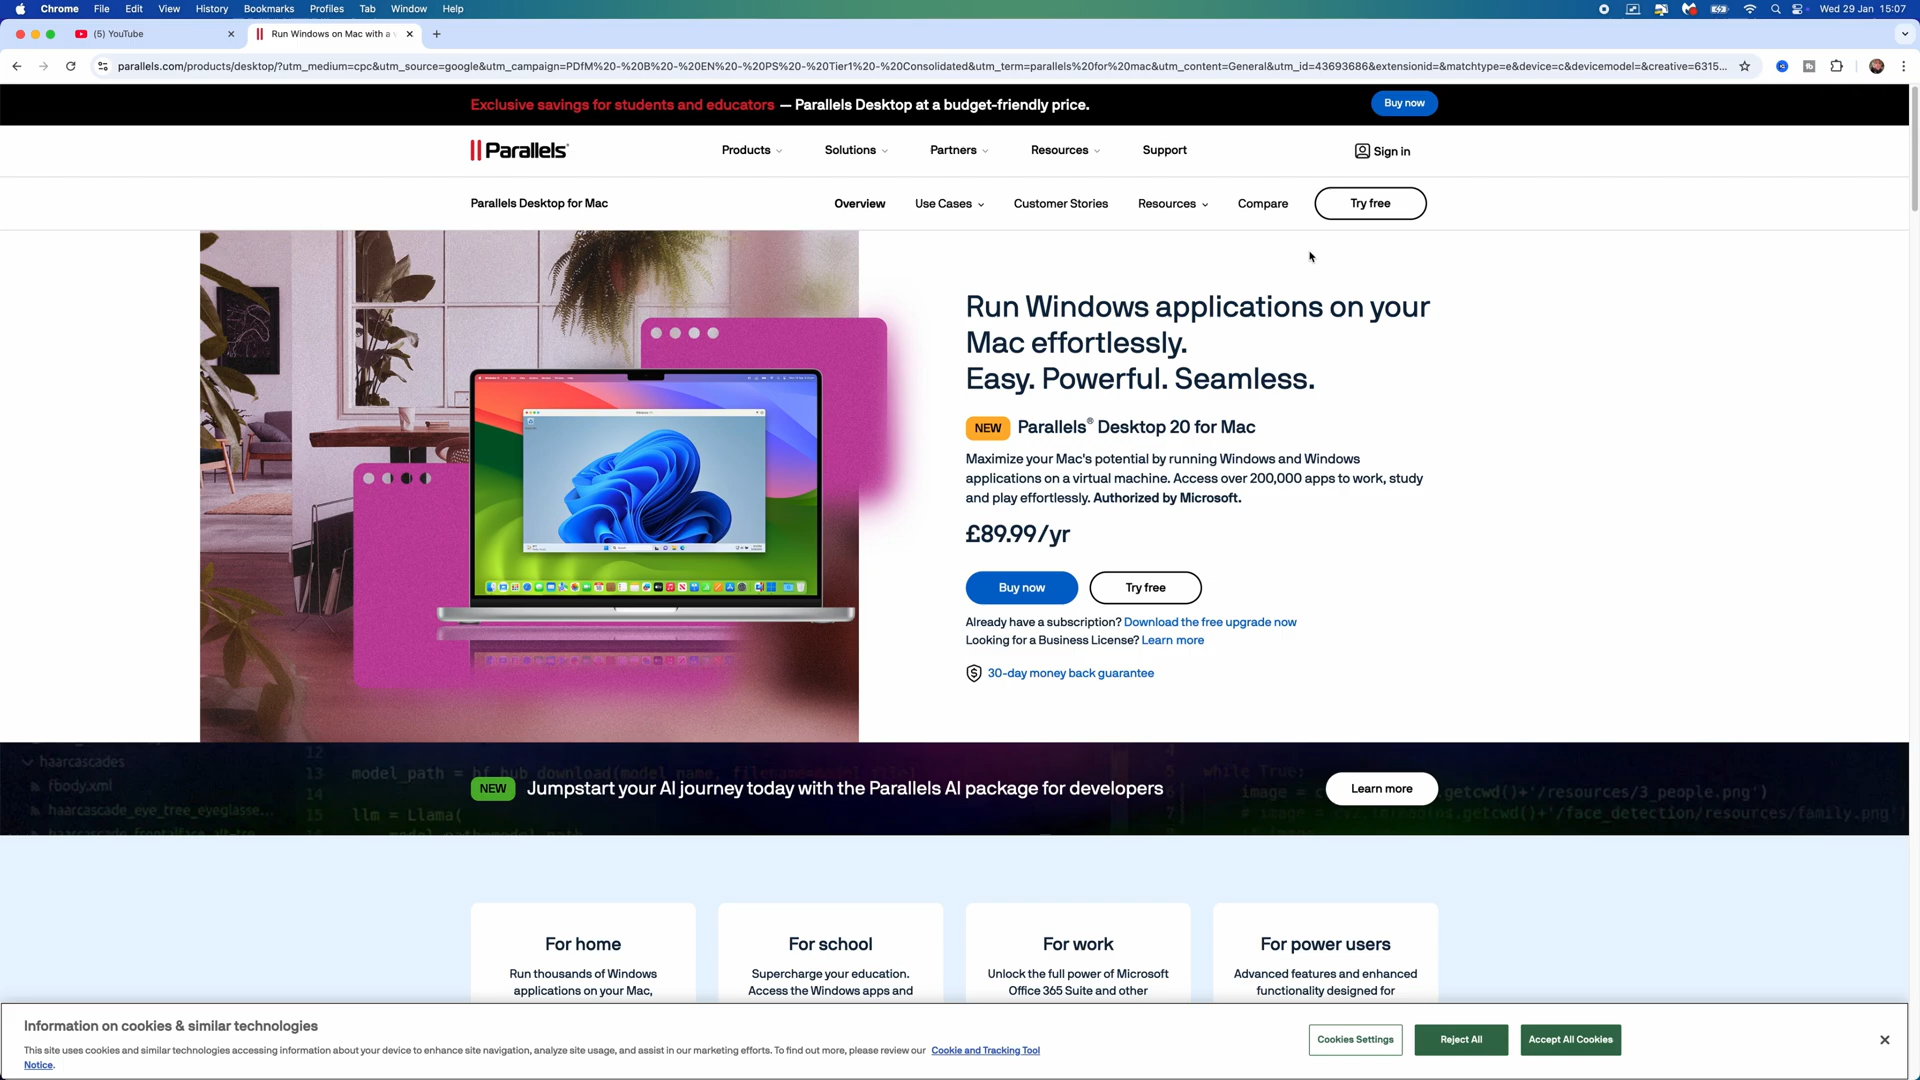 Chrome File Edit View History Bookmarks Profiles Tab Window Help
Wed 29 Jan 15:07
(5) YouTube
Run Windows on Mac with a
parallels.com/products/desktop/?utm_medium=cpc&utm_source=google&utm_campaign=PDfM%20-%20B%20-%20EN%20-%20PS%20-%20Tier1%20-%20Consolidated&utm_term=parallels%20for%20mac&utm_content=General&utm_id=43693686&extensionid=&matchtype=e&device=c&devicemodel=&creative=6315...
Exclusive savings for students and educators — Parallels Desktop at a budget-friendly price.
Buy now
Parallels®
Products
Solutions
Partners
Resources
Support
Sign in
Parallels Desktop for Mac
Overview
Use Cases
Customer Stories
Resources
Compare
Try free
Run Windows applications on your
Mac effortlessly.
Easy. Powerful. Seamless.
NEW Parallels® Desktop 20 for Mac
Maximize your Mac's potential by running Windows and Windows
applications on a virtual machine. Access over 200,000 apps to work, study
and play effortlessly. Authorized by Microsoft.
£89.99/yr
Buy now
Try free
Already have a subscription? Download the free upgrade now
Looking for a Business License? Learn more
30-day money back guarantee
haarcascades
fbody.xml
haarcascade_eye_tree_eyeglasse...
12
13 model_path = hf_hub_download(model_name, filename=
14
15 llm = Llama(
NEW Jumpstart your AI journey today with the Parallels AI package for developers
Learn more
5 while True:
image = getcwd()+'/resources/3_people.png')
7 # image = getcwd()+'/face_detection/resources/family.png')
For home
Run thousands of Windows
applications on your Mac,
For school
Supercharge your education.
Access the Windows apps and
For work
Unlock the full power of Microsoft
Office 365 Suite and other
For power users
Advanced features and enhanced
functionality designed for
Information on cookies & similar technologies
This site uses cookies and similar technologies accessing information about your device to enhance site navigation, analyze site usage, and assist in our marketing efforts. To find out more, please review our Cookie and Tracking Tool
Notice.
Cookies Settings
Reject All
Accept All Cookies